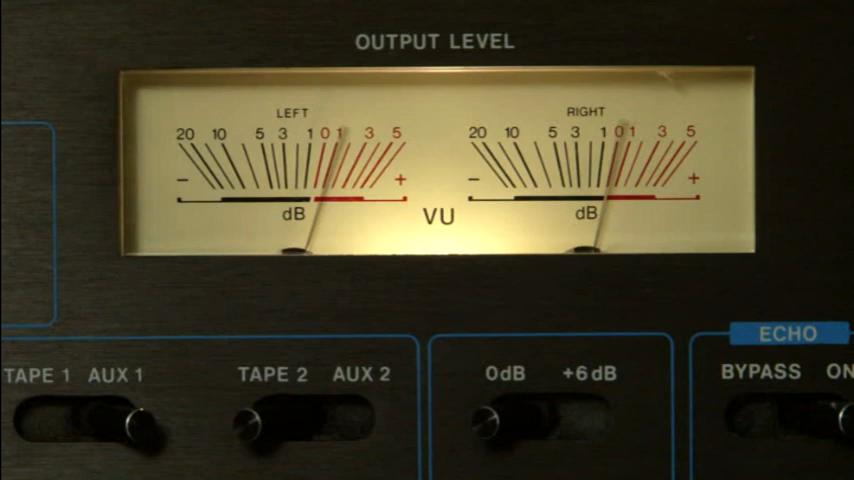 OUTPUT LEVEL
LEFT
RIGHT
20 10 5 3 1 0 1 3 5
20 10 5 3 1 0 1 3 5
− +
− +
dB
VU
dB
ECHO
TAPE 1 AUX 1
TAPE 2 AUX 2
0dB +6dB
BYPASS ON